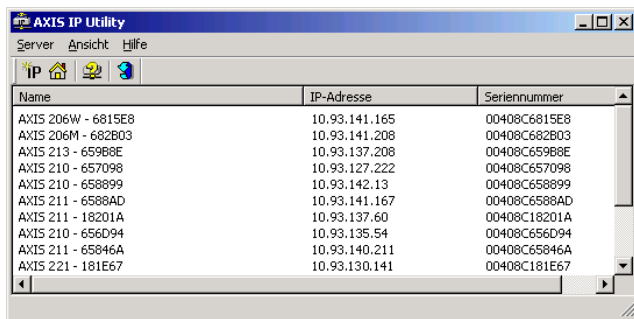 AXIS IP Utility
Server Ansicht Hilfe
IP
Name IP-Adresse Seriennummer
AXIS 206W - 6815E8 10.93.141.165 00408C6815E8
AXIS 206M - 682B03 10.93.141.208 00408C682B03
AXIS 213 - 659B8E 10.93.137.208 00408C659B8E
AXIS 210 - 657098 10.93.127.222 00408C657098
AXIS 210 - 658899 10.93.142.13 00408C658899
AXIS 211 - 6588AD 10.93.141.167 00408C6588AD
AXIS 211 - 18201A 10.93.137.60 00408C18201A
AXIS 210 - 656D94 10.93.135.54 00408C656D94
AXIS 211 - 65846A 10.93.140.211 00408C65846A
AXIS 221 - 181E67 10.93.130.141 00408C181E67